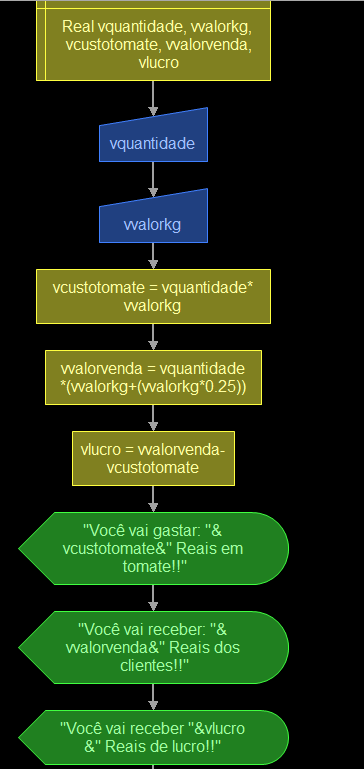 Real vquantidade, vvalorkg,
vcustotomate, vvalorvenda,
vlucro
vquantidade
vvalorkg
vcustotomate = vquantidade*
vvalorkg
vvalorvenda = vquantidade
*(vvalorkg+(vvalorkg*0.25))
vlucro = vvalorvenda-
vcustotomate
"Você vai gastar: "&
vcustotomate&" Reais em
tomate!!"
"Você vai receber: "&
vvalorvenda&" Reais dos
clientes!!"
"Você vai receber "&vlucro
&" Reais de lucro!!"